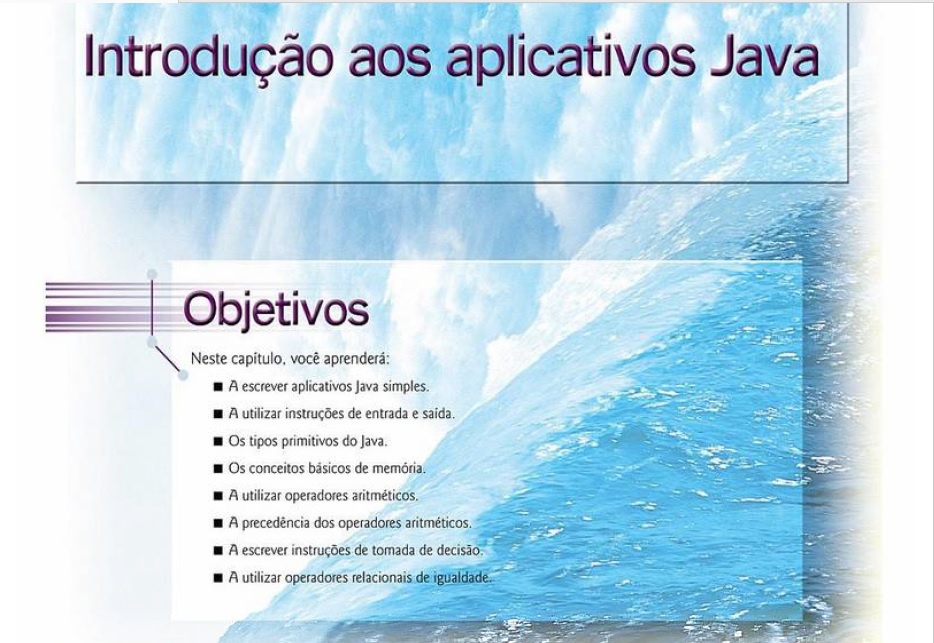 Introdução aos aplicativos Java
Objetivos
Neste capítulo, você aprenderá:
■ A escrever aplicativos Java simples.
■ A utilizar instruções de entrada e saída.
■ Os tipos primitivos do Java.
■ Os conceitos básicos de memória.
■ A utilizar operadores aritméticos.
■ A precedência dos operadores aritméticos.
■ A escrever instruções de tomada de decisão.
■ A utilizar operadores relacionais de igualdade.